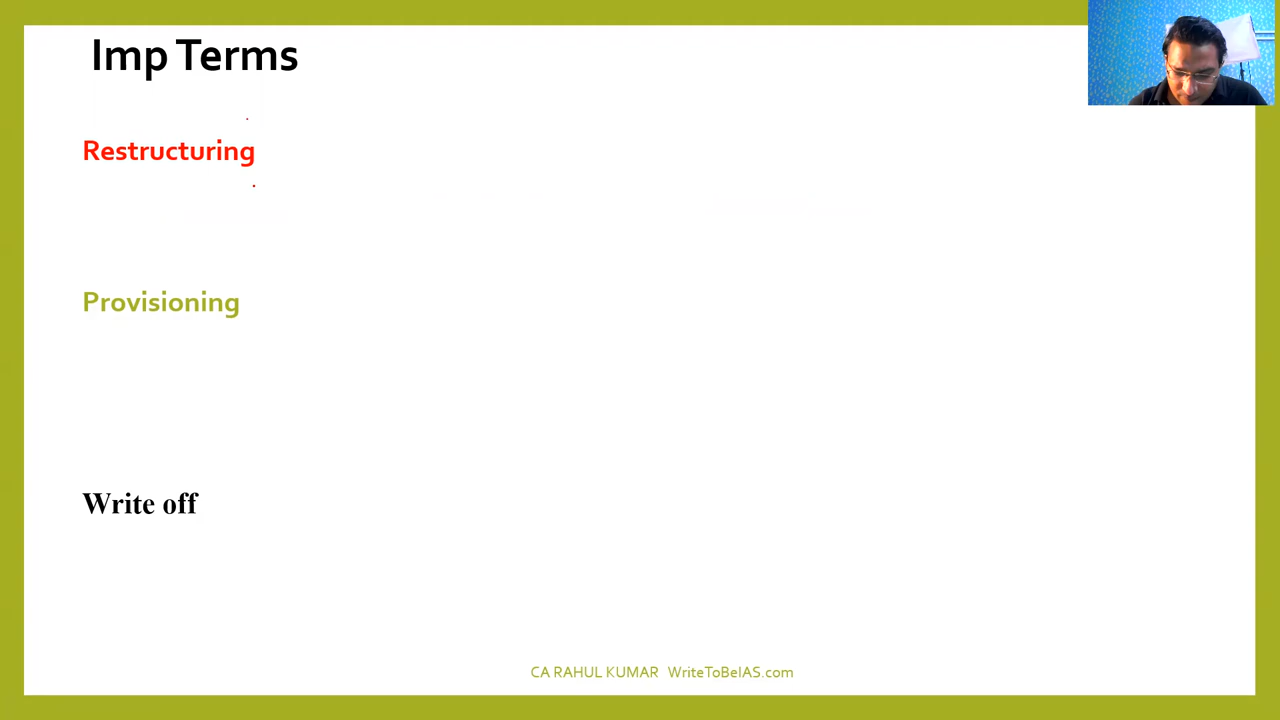 Imp Terms
Restructuring
Provisioning
Write off
CA RAHUL KUMAR WriteToBeIAS.com